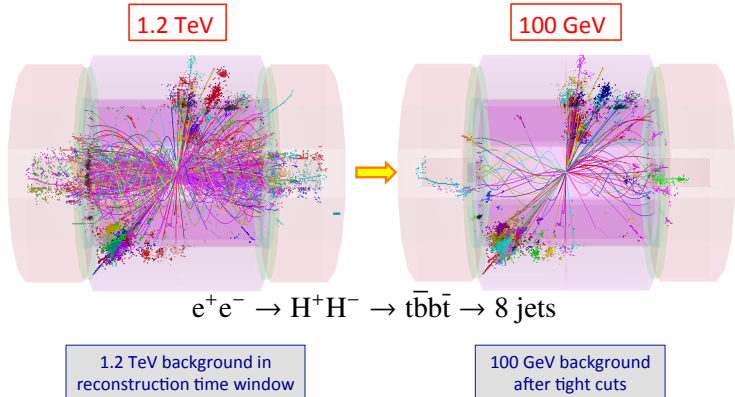 1.2 TeV
100 GeV
e⁺e⁻ → H⁺H⁻ → tb̄bt̄ → 8 jets
1.2 TeV background in
reconstruction time window
100 GeV background
after tight cuts